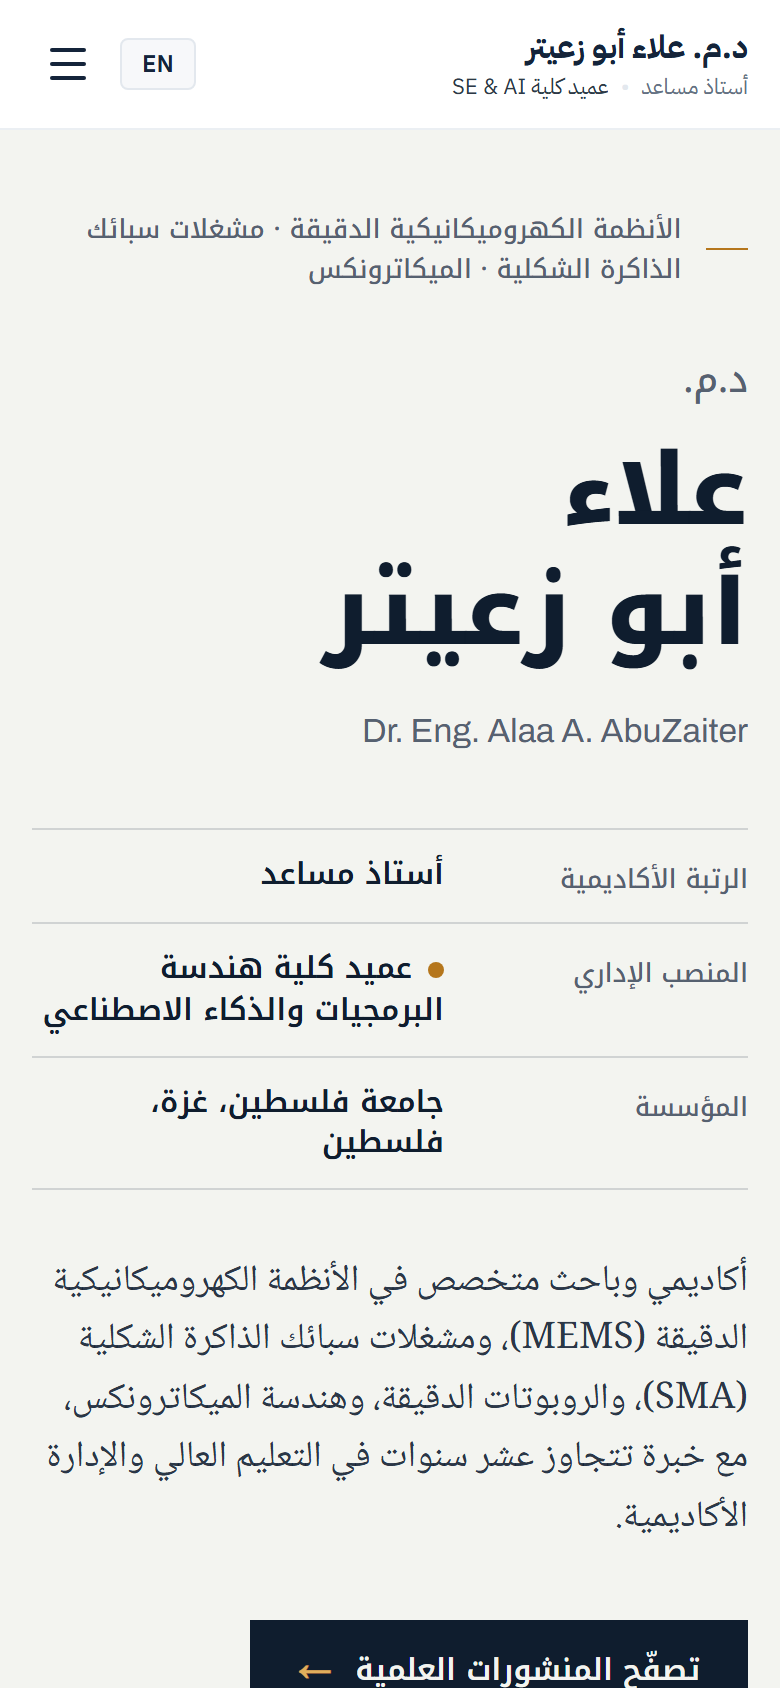 د.م. علاء أبو زعيتر
أستاذ مساعد • عميد كلية SE & AI
EN
الأنظمة الكهروميكانيكية الدقيقة · مشغلات سبائك
الذاكرة الشكلية · الميكاترونكس
د.م.
علاء
أبو زعيتر
Dr. Eng. Alaa A. AbuZaiter
الرتبة الأكاديمية
أستاذ مساعد
المنصب الإداري
عميد كلية هندسة
البرمجيات والذكاء الاصطناعي
المؤسسة
جامعة فلسطين، غزة،
فلسطين
أكاديمي وباحث متخصص في الأنظمة الكهروميكانيكية
الدقيقة (MEMS)، ومشغلات سبائك الذاكرة الشكلية
(SMA)، والروبوتات الدقيقة، وهندسة الميكاترونكس،
مع خبرة تتجاوز عشر سنوات في التعليم العالي والإدارة
الأكاديمية.
تصفّح المنشورات العلمية ←